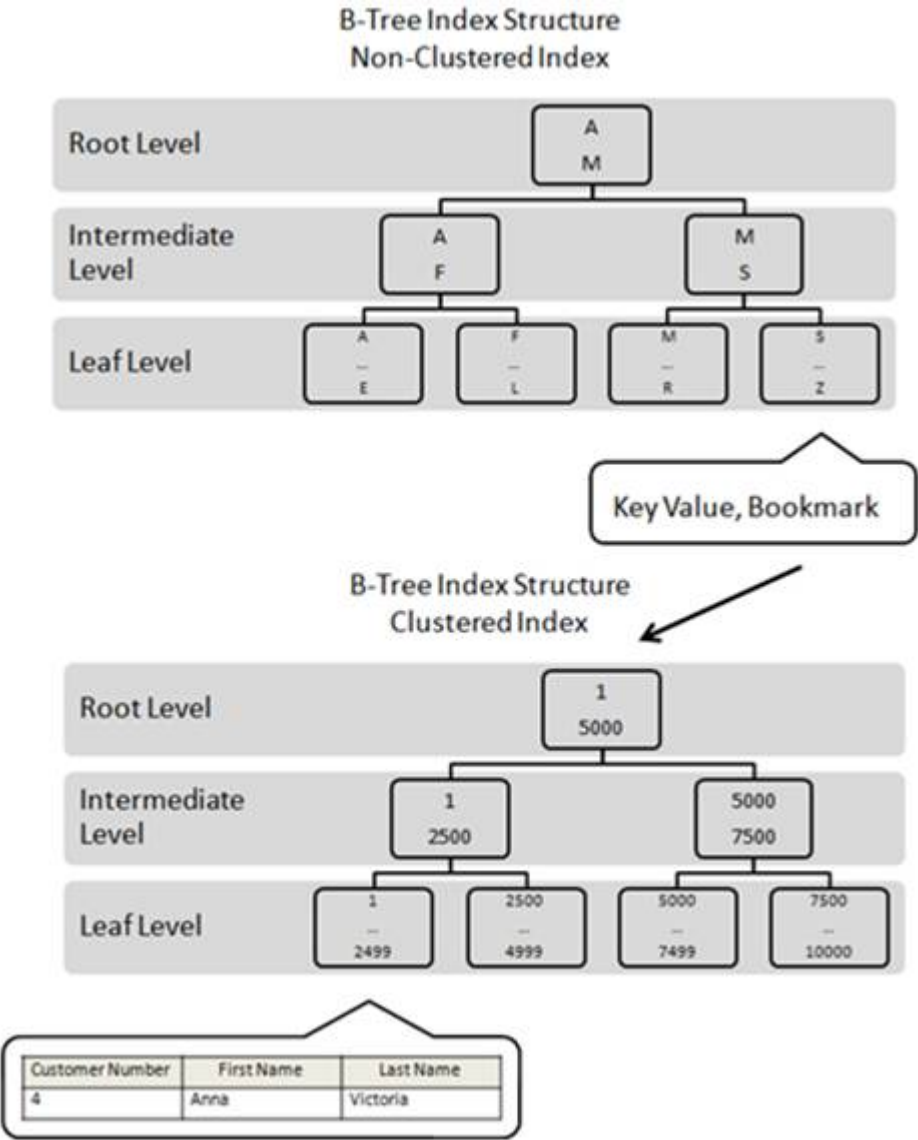 B-Tree Index Structure
Non-Clustered Index
Root Level
A
M
Intermediate
Level
A
F
M
S
Leaf Level
A
...
E
F
...
L
M
...
R
S
...
Z
Key Value, Bookmark
B-Tree Index Structure
Clustered Index
Root Level
1
5000
Intermediate
Level
1
2500
5000
7500
Leaf Level
1
...
2499
2500
...
4999
5000
...
7499
7500
...
10000
Customer Number First Name Last Name
4 Anna Victoria